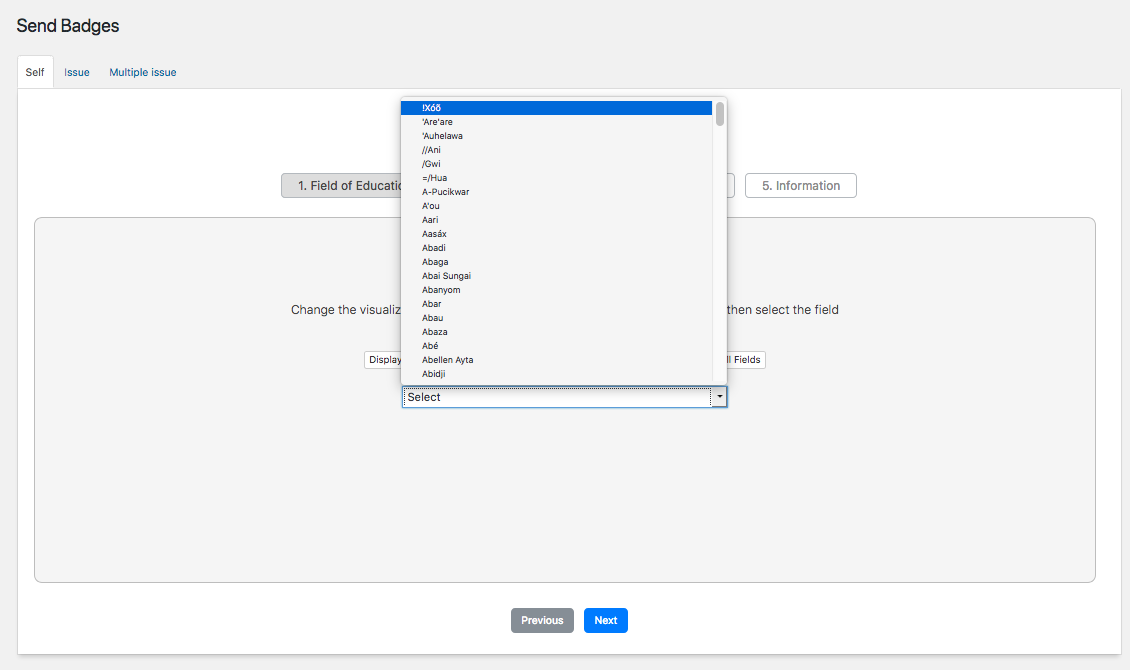 Send Badges
Self
Issue
Multiple issue
!Xóõ
'Are'are
'Auhelawa
//Ani
/Gwi
=/Hua
A-Pucikwar
A'ou
Aari
Aasáx
Abadi
Abaga
Abai Sungai
Abanyom
Abar
Abau
Abaza
Abé
Abellen Ayta
Abidji
1. Field of Educatio
5. Information
Change the visualiz
then select the field
Display
ll Fields
Select
Previous
Next